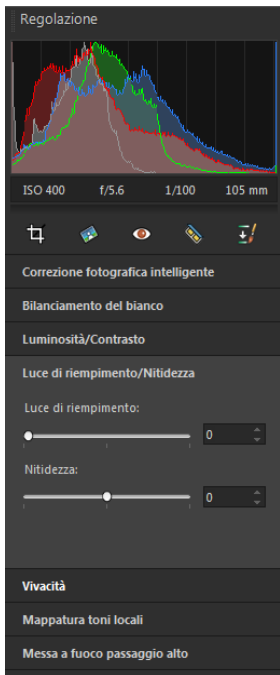 Regolazione
ISO 400 f/5.6 1/100 105 mm
Correzione fotografica intelligente
Bilanciamento del bianco
Luminosità/Contrasto
Luce di riempimento/Nitidezza
Luce di riempimento:
0
Nitidezza:
0
Vivacità
Mappatura toni locali
Messa a fuoco passaggio alto